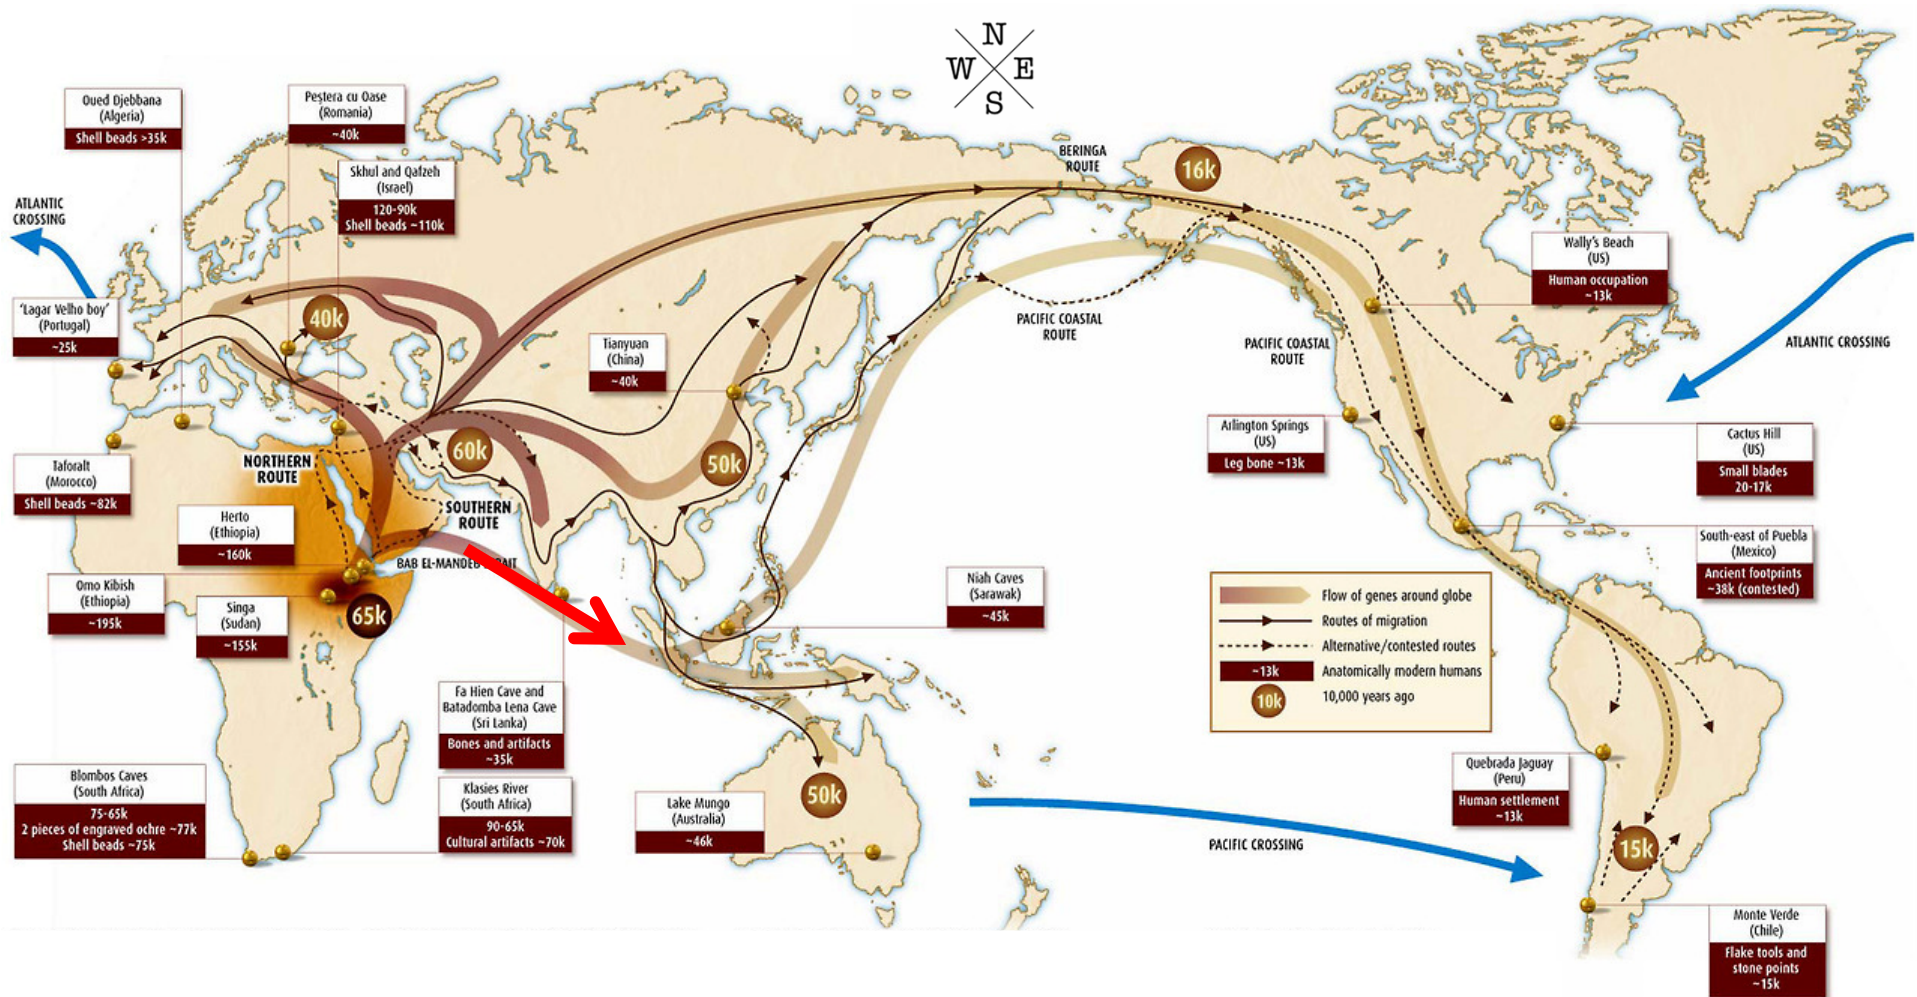 N
W E
S
Oued Djebbana
(Algeria)
Shell beads >35k
Peştera cu Oase
(Romania)
~40k
Skhul and Qafzeh
(Israel)
120-90k
Shell beads ~110k
BERINGA
ROUTE
16k
ATLANTIC
CROSSING
Wally's Beach
(US)
Human occupation
~13k
'Lagar Velho boy'
(Portugal)
~25k
40k
PACIFIC COASTAL
ROUTE
Tianyuan
(China)
~40k
PACIFIC COASTAL
ROUTE
ATLANTIC CROSSING
Arlington Springs
(US)
Leg bone ~13k
Cactus Hill
(US)
Small blades
20-17k
NORTHERN
ROUTE
60k
50k
Taforalt
(Morocco)
Shell beads ~82k
SOUTHERN
ROUTE
Herto
(Ethiopia)
~160k
BAB EL-MANDEB
South-east of Puebla
(Mexico)
Ancient footprints
~38k (contested)
Omo Kibish
(Ethiopia)
~195k
Singa
(Sudan)
~155k
65k
Niah Caves
(Sarawak)
~45k
Flow of genes around globe
Routes of migration
Alternative/contested routes
~13k Anatomically modern humans
10k 10,000 years ago
Fa Hien Cave and
Batadomba Lena Cave
(Sri Lanka)
Bones and artifacts
~35k
Blombos Caves
(South Africa)
75-65k
2 pieces of engraved ochre ~77k
Shell beads ~75k
Klasies River
(South Africa)
90-65k
Cultural artifacts ~70k
Lake Mungo
(Australia)
~46k
50k
Quebrada Jaguay
(Peru)
Human settlement
~13k
PACIFIC CROSSING
15k
Monte Verde
(Chile)
Flake tools and
stone points
~15k